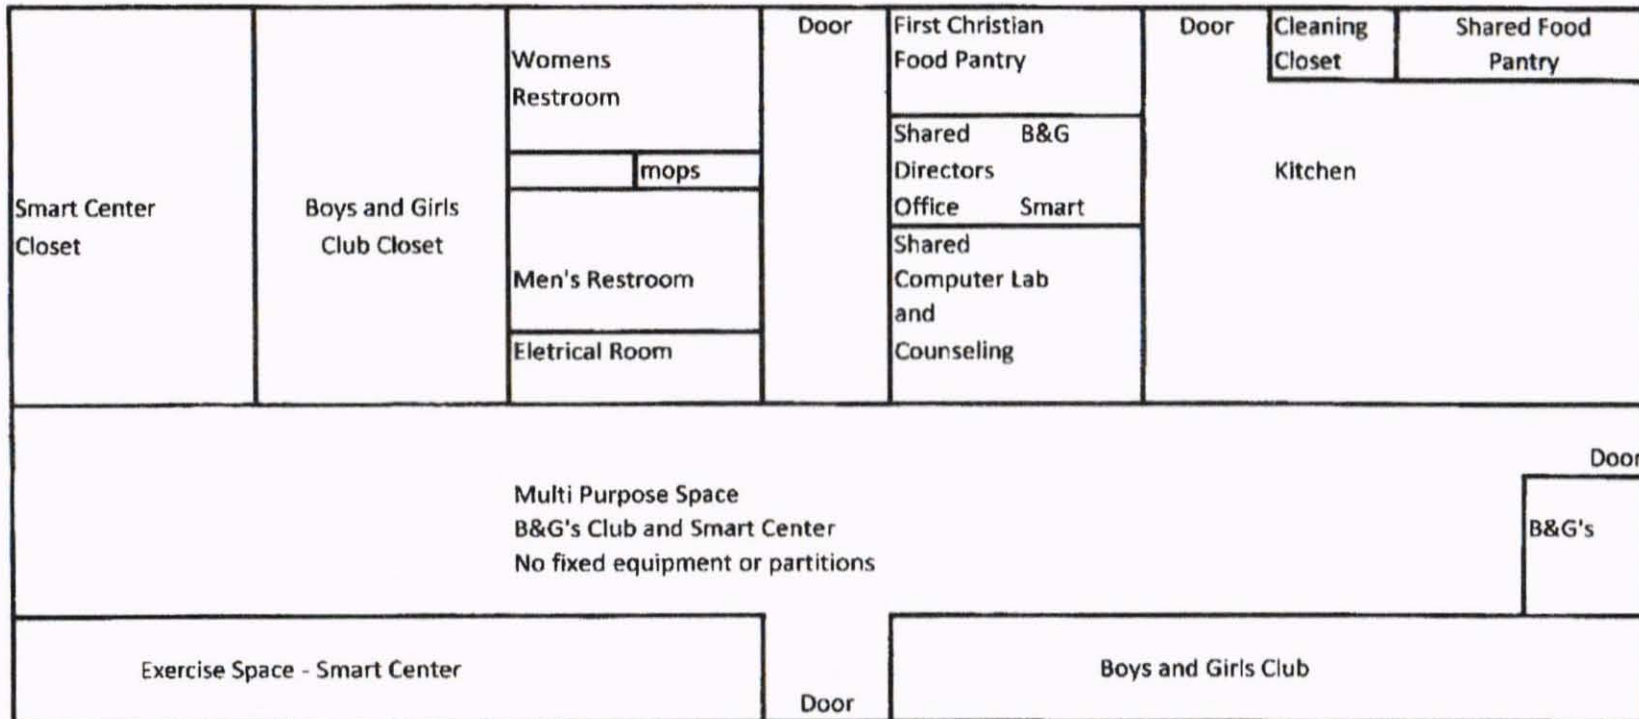 Door
First Christian
Food Pantry
Door
Cleaning
Closet
Shared Food
Pantry
Womens
Restroom
mops
Shared B&G
Directors
Office Smart
Kitchen
Smart Center
Closet
Boys and Girls
Club Closet
Men's Restroom
Eletrical Room
Shared
Computer Lab
and
Counseling
Door
Multi Purpose Space
B&G's Club and Smart Center
No fixed equipment or partitions
B&G's
Exercise Space - Smart Center
Door
Boys and Girls Club